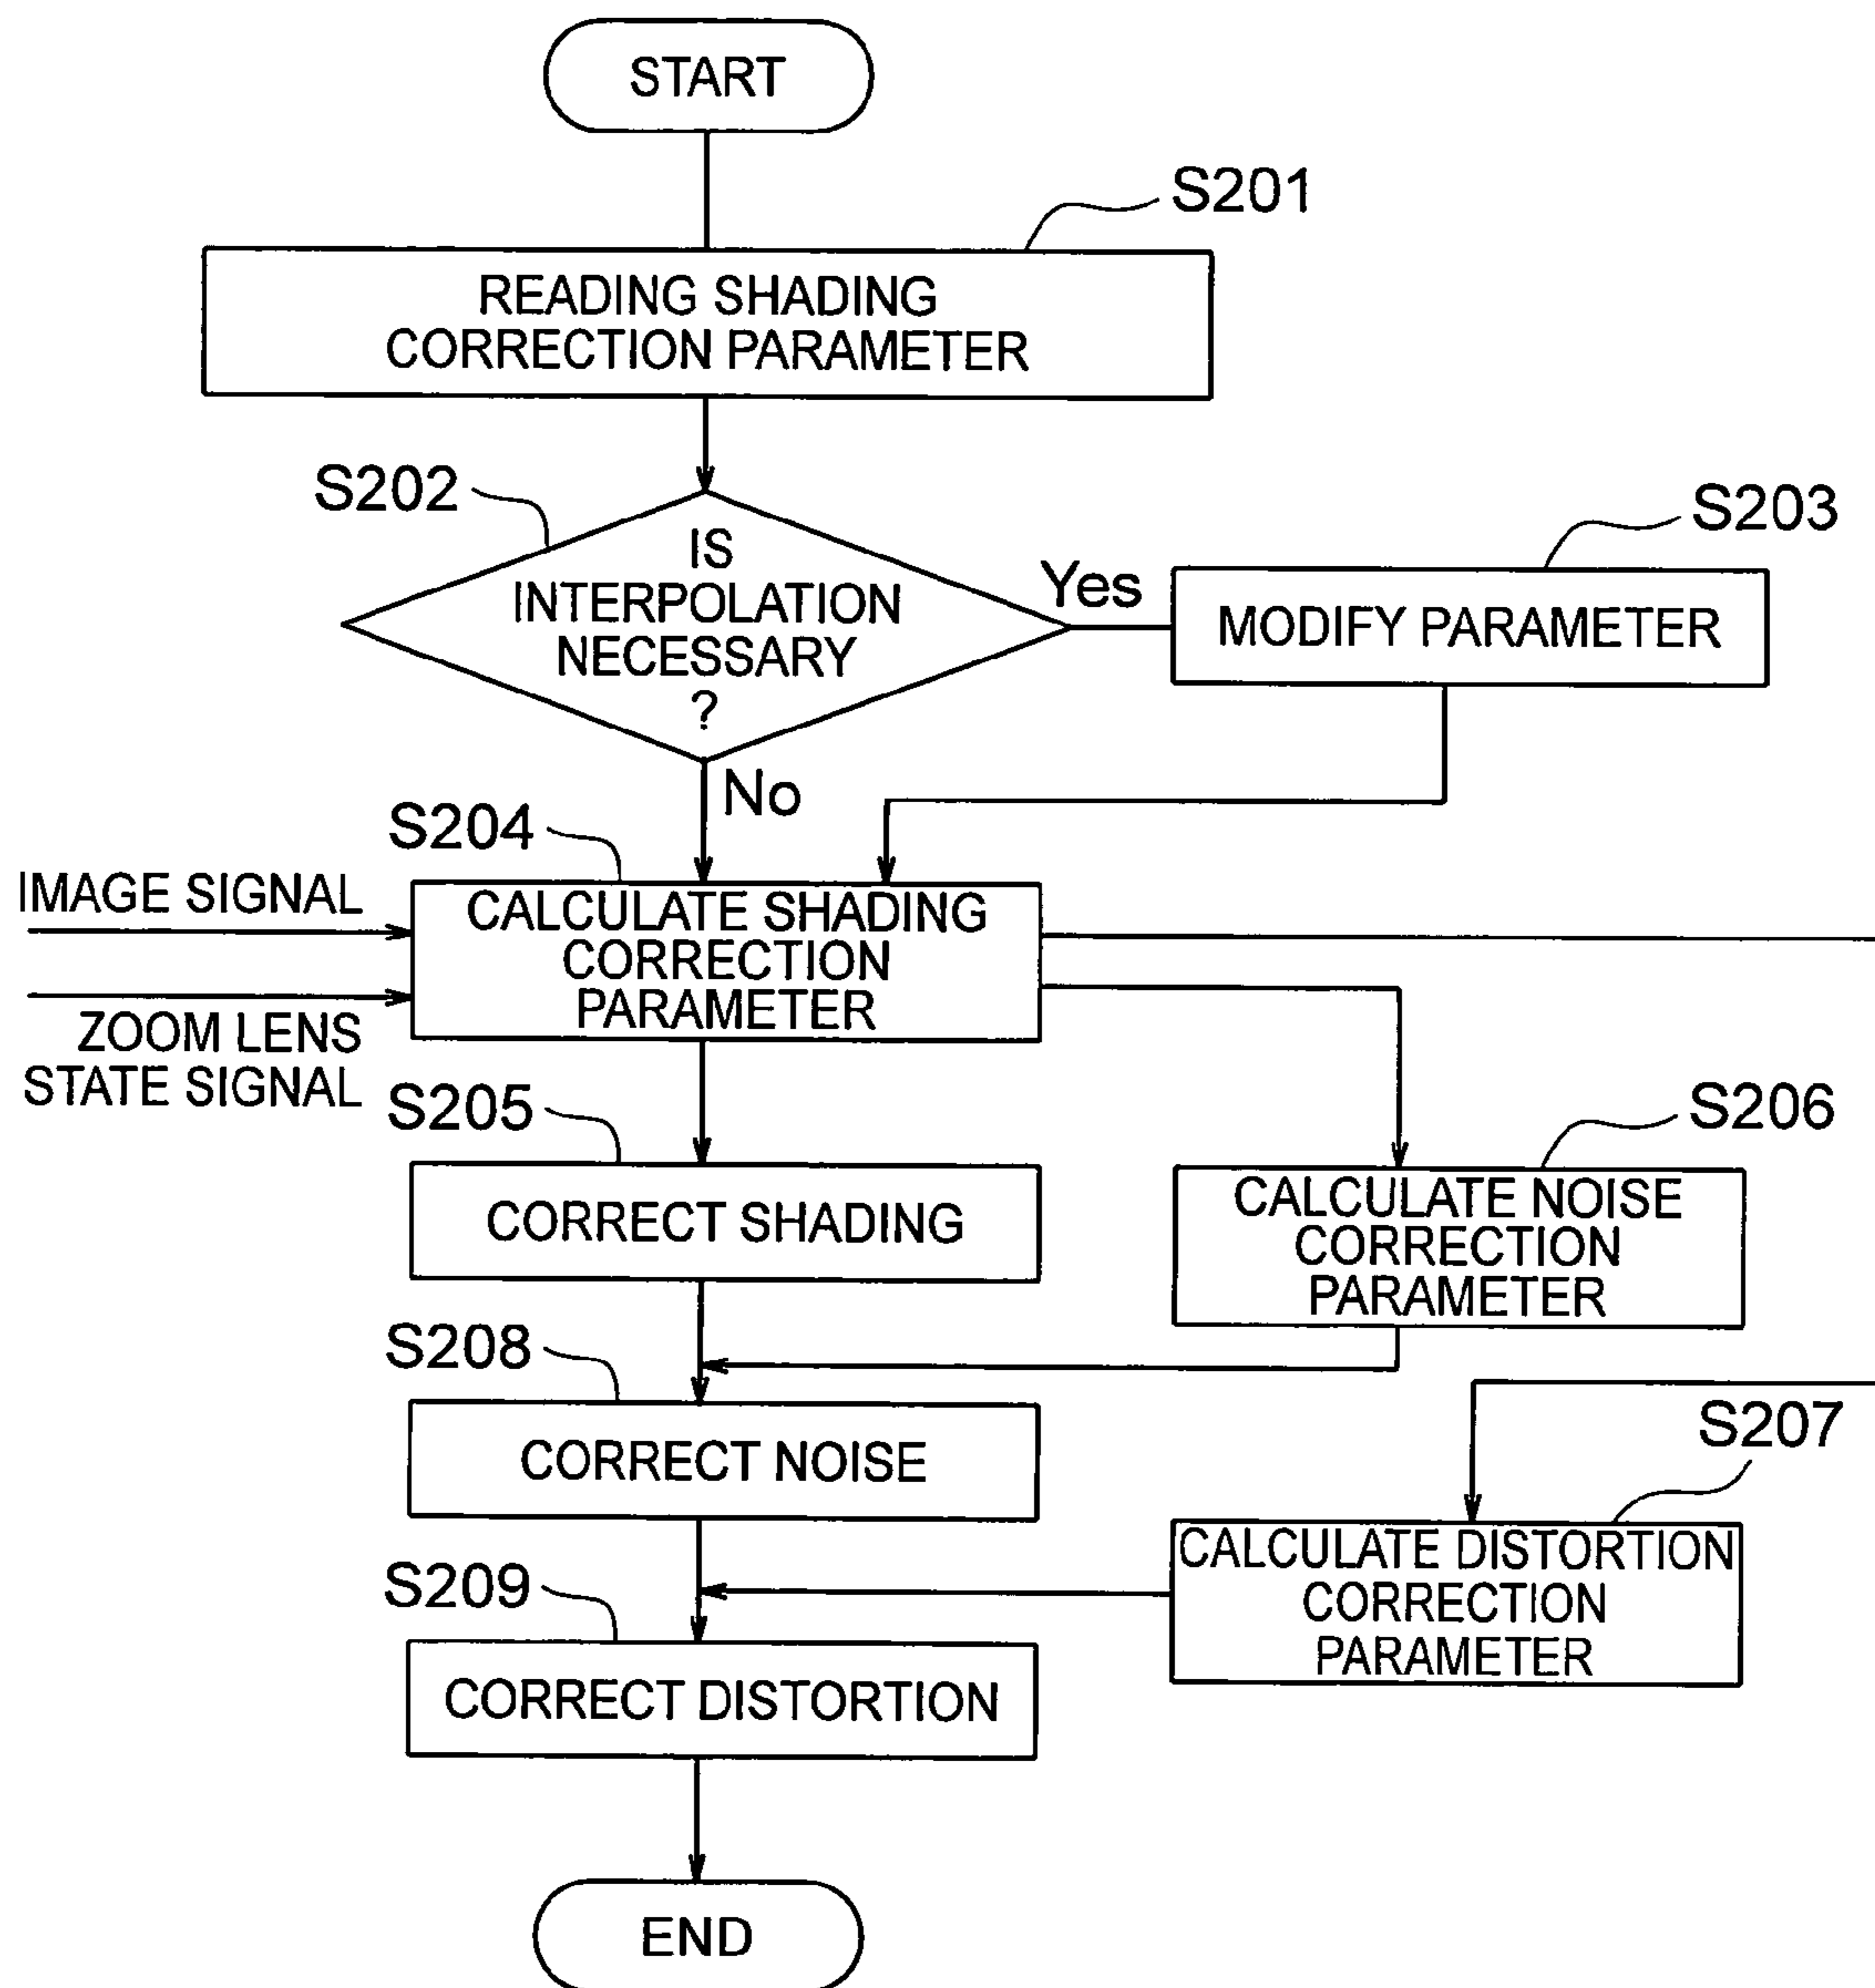 START
S201
READING SHADING
CORRECTION PARAMETER
S202
IS
INTERPOLATION
NECESSARY
?
Yes
S203
MODIFY PARAMETER
No
S204
IMAGE SIGNAL
CALCULATE SHADING
CORRECTION
PARAMETER
ZOOM LENS
STATE SIGNAL
S205
CORRECT SHADING
S206
CALCULATE NOISE
CORRECTION
PARAMETER
S208
CORRECT NOISE
S207
CALCULATE DISTORTION
CORRECTION
PARAMETER
S209
CORRECT DISTORTION
END